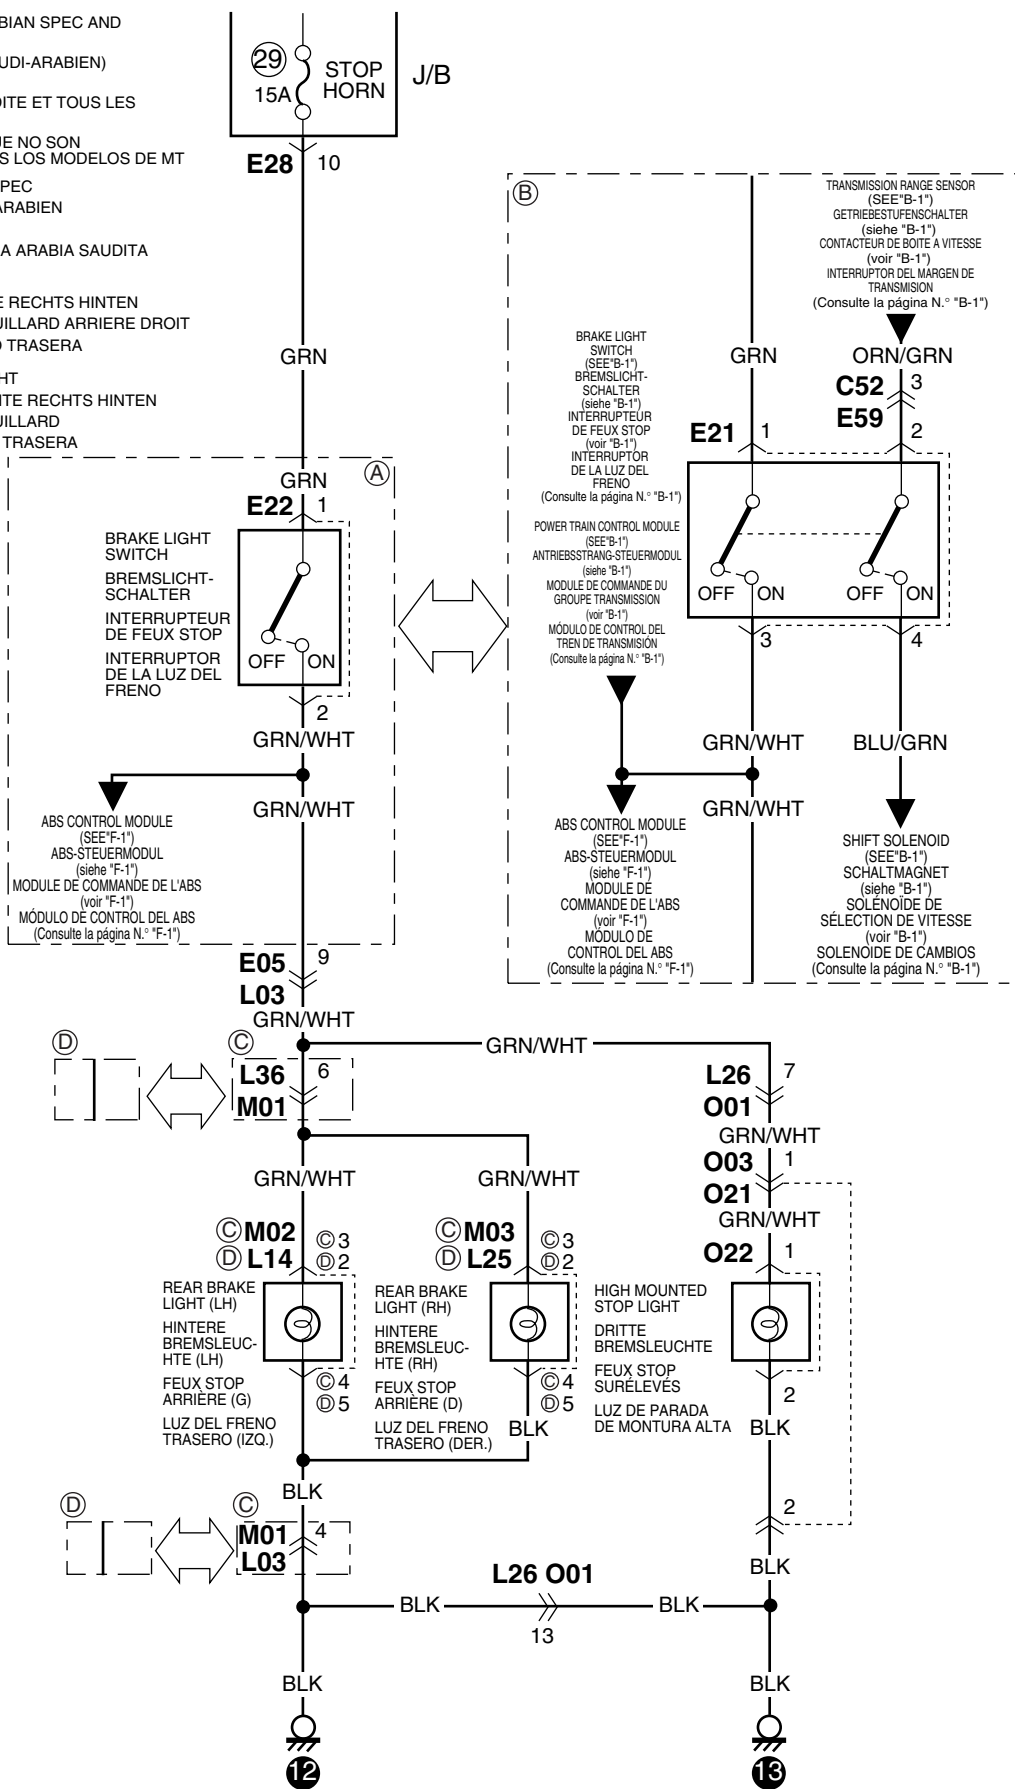 BIAN SPEC AND
UDI-ARABIEN)
OITE ET TOUS LES
UE NO SON
S LOS MODELOS DE MT
SPEC
ARABIEN
A ARABIA SAUDITA
E RECHTS HINTEN
UILLARD ARRIERE DROIT
O TRASERA
HT
HTE RECHTS HINTEN
UILLARD
TRASERA
29
15A
STOP
HORN
J/B
E28 10
GRN
A
GRN
E22 1
BRAKE LIGHT
SWITCH
BREMSLICHT-
SCHALTER
INTERRUPTEUR
DE FEUX STOP
INTERRUPTOR
DE LA LUZ DEL
FRENO
OFF ON
2
GRN/WHT
GRN/WHT
ABS CONTROL MODULE
(SEE"F-1")
ABS-STEUERMODUL
(siehe "F-1")
MODULE DE COMMANDE DE L'ABS
(voir "F-1")
MÓDULO DE CONTROL DEL ABS
(Consulte la página N.° "F-1")
B
TRANSMISSION RANGE SENSOR
(SEE"B-1")
GETRIEBESTUFENSCHALTER
(siehe "B-1")
CONTACTEUR DE BOITE A VITESSE
(voir "B-1")
INTERRUPTOR DEL MARGEN DE
TRANSMISION
(Consulte la página N.° "B-1")
BRAKE LIGHT
SWITCH
(SEE"B-1")
BREMSLICHT-
SCHALTER
(siehe "B-1")
INTERRUPTEUR
DE FEUX STOP
(voir "B-1")
INTERRUPTOR
DE LA LUZ DEL
FRENO
(Consulte la página N.° "B-1")
GRN
ORN/GRN
C52 3
E59
E21 1
2
POWER TRAIN CONTROL MODULE
(SEE"B-1")
ANTRIEBSSTRANG-STEUERMODUL
(siehe "B-1")
MODULE DE COMMANDE DU
GROUPE TRANSMISSION
(voir "B-1")
MÓDULO DE CONTROL DEL
TREN DE TRANSMISIÓN
(Consulte la página N.° "B-1")
OFF ON
OFF ON
3
4
GRN/WHT
BLU/GRN
GRN/WHT
ABS CONTROL MODULE
(SEE"F-1")
ABS-STEUERMODUL
(siehe "F-1")
MODULE DE
COMMANDE DE L'ABS
(voir "F-1")
MÓDULO DE
CONTROL DEL ABS
(Consulte la página N.° "F-1")
SHIFT SOLENOID
(SEE"B-1")
SCHALTMAGNET
(siehe "B-1")
SOLÉNOÏDE DE
SÉLECTION DE VITESSE
(voir "B-1")
SOLENOIDE DE CAMBIOS
(Consulte la página N.° "B-1")
E05 9
L03
GRN/WHT
D
C
GRN/WHT
L36 6
M01
L26 7
O01
GRN/WHT
O03 1
O21
GRN/WHT
GRN/WHT
GRN/WHT
C M02 C 3
D L14 D 2
C M03 C 3
D L25 D 2
O22 1
REAR BRAKE
LIGHT (LH)
HINTERE
BREMSLEUC-
HTE (LH)
FEUX STOP
ARRIÈRE (G)
LUZ DEL FRENO
TRASERO (IZQ.)
C 4
D 5
REAR BRAKE
LIGHT (RH)
HINTERE
BREMSLEUC-
HTE (RH)
FEUX STOP
ARRIÈRE (D)
LUZ DEL FRENO
TRASERO (DER.)
C 4
D 5
BLK
HIGH MOUNTED
STOP LIGHT
DRITTE
BREMSLEUCHTE
FEUX STOP
SURÉLEVÉS
LUZ DE PARADA
DE MONTURA ALTA
2
BLK
BLK
D
C
M01 4
L03
2
BLK
L26 O01
BLK
BLK
13
BLK
BLK
12
13